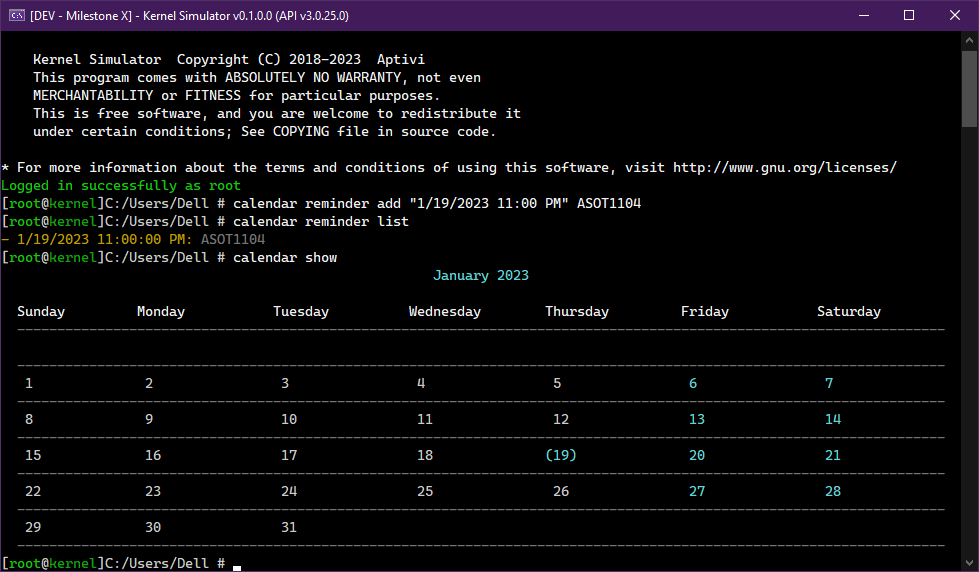 [DEV - Milestone X] - Kernel Simulator v0.1.0.0 (API v3.0.25.0)
Kernel Simulator  Copyright (C) 2018-2023  Aptivi
This program comes with ABSOLUTELY NO WARRANTY, not even
MERCHANTABILITY or FITNESS for particular purposes.
This is free software, and you are welcome to redistribute it
under certain conditions; See COPYING file in source code.
* For more information about the terms and conditions of using this software, visit http://www.gnu.org/licenses/
Logged in successfully as root
[root@kernel]C:/Users/Dell # calendar reminder add "1/19/2023 11:00 PM" ASOT1104
[root@kernel]C:/Users/Dell # calendar reminder list
- 1/19/2023 11:00:00 PM: ASOT1104
[root@kernel]C:/Users/Dell # calendar show
January 2023
Sunday Monday Tuesday Wednesday Thursday Friday Saturday
1 2 3 4 5 6 7
8 9 10 11 12 13 14
15 16 17 18 (19) 20 21
22 23 24 25 26 27 28
29 30 31
[root@kernel]C:/Users/Dell #